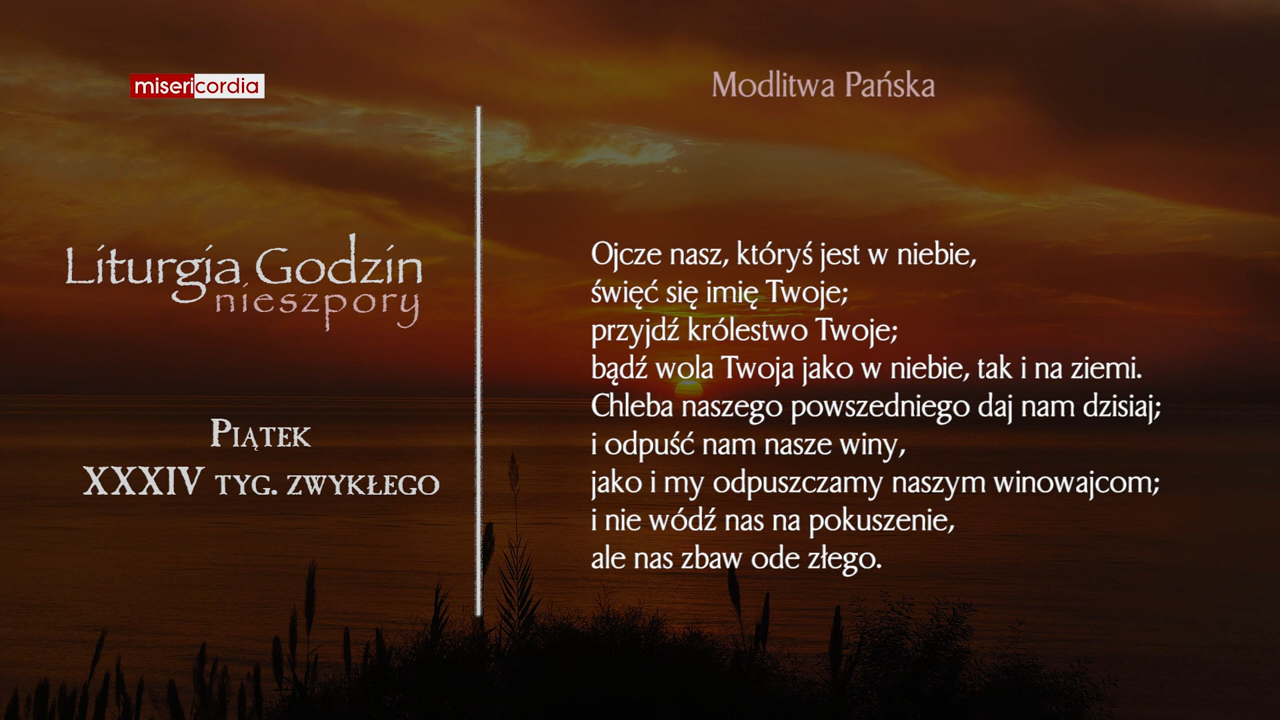 misericordia
Liturgia Godzin
nieszpory
Piątek
XXXIV tyg. zwykłego
Modlitwa Pańska
Ojcze nasz, któryś jest w niebie,
święć się imię Twoje;
przyjdź królestwo Twoje;
bądź wola Twoja jako w niebie, tak i na ziemi.
Chleba naszego powszedniego daj nam dzisiaj;
i odpuść nam nasze winy,
jako i my odpuszczamy naszym winowajcom;
i nie wódź nas na pokuszenie,
ale nas zbaw ode złego.